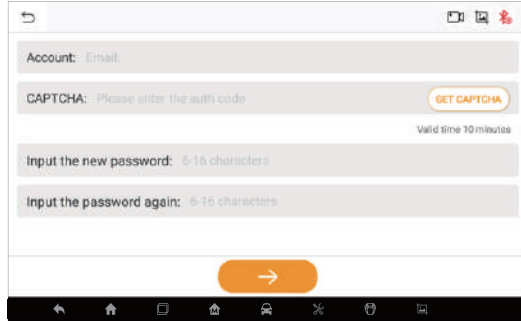 Account: Email:
CAPTCHA: Please enter the auth code GET CAPTCHA
Valid time 10 minutes
Input the new password: 6-16 characters
Input the password again: 6-16 characters